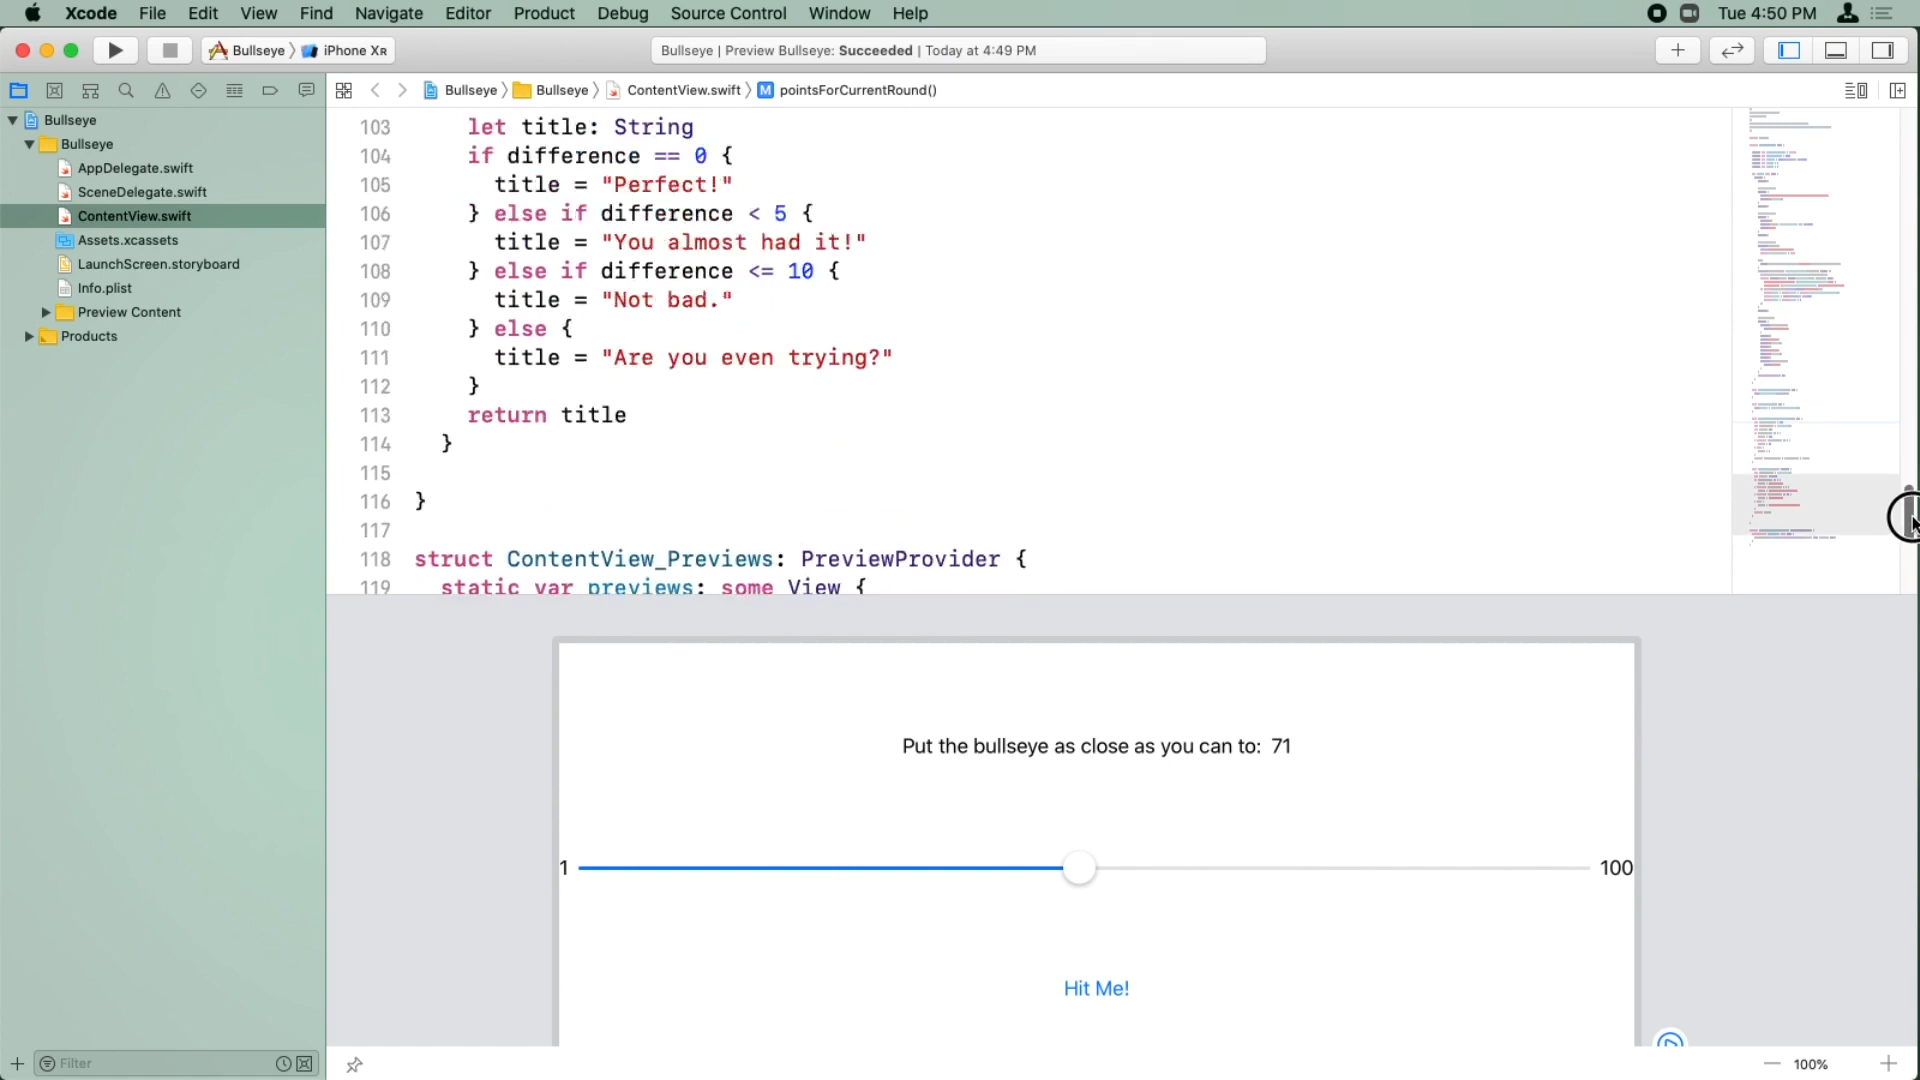 Xcode File Edit View Find Navigate Editor Product Debug Source Control Window Help Tue 4:50 PM
Bullseye iPhone XR Bullseye | Preview Bullseye: Succeeded | Today at 4:49 PM
Bullseye Bullseye ContentView.swift M pointsForCurrentRound()
Bullseye
Bullseye
AppDelegate.swift
SceneDelegate.swift
ContentView.swift
Assets.xcassets
LaunchScreen.storyboard
Info.plist
Preview Content
Products
Filter
103 let title: String
104 if difference == 0 {
105 title = "Perfect!"
106 } else if difference < 5 {
107 title = "You almost had it!"
108 } else if difference <= 10 {
109 title = "Not bad."
110 } else {
111 title = "Are you even trying?"
112 }
113 return title
114 }
115
116 }
117
118 struct ContentView_Previews: PreviewProvider {
119 static var previews: some View {
Put the bullseye as close as you can to: 71
1 100
Hit Me!
100%